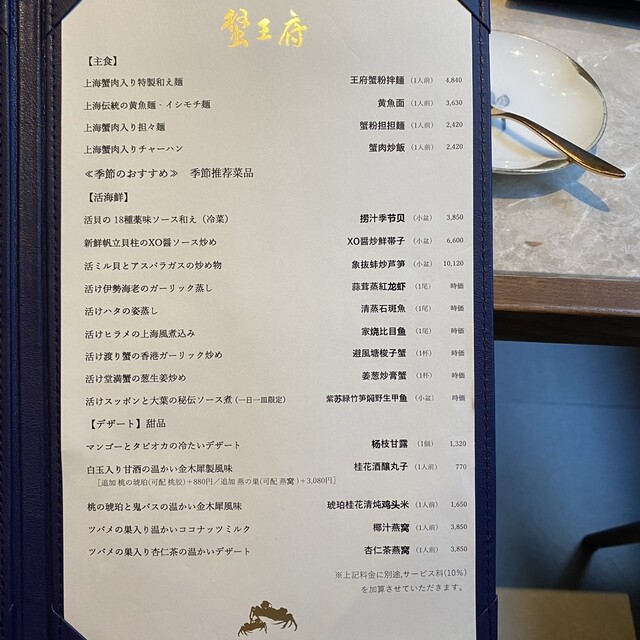 蟹王府
【主食】
上海蟹肉入り特製和え麺 王府蟹粉拌麺 (1人前) 4,840
上海伝統の黄魚麺・イシモチ麺 黄魚面 (1人前) 3,630
上海蟹肉入り担々麺 蟹粉担担麺 (1人前) 2,420
上海蟹肉入りチャーハン 蟹肉炒飯 (1人前) 2,420
≪季節のおすすめ≫ 季节推荐菜品
【活海鮮】
活貝の18種薬味ソース和え（冷菜） 捞汁季节贝 (小盆) 3,850
新鮮帆立貝柱のXO醤ソース炒め XO醤炒鮮帯子 (小盆) 6,600
活ミル貝とアスパラガスの炒め物 象抜蚌炒芦笋 (小盆) 10,120
活け伊勢海老のガーリック蒸し 蒜茸蒸紅龙虾 (1尾) 時価
活けハタの姿蒸し 清蒸石斑魚 (1尾) 時価
活けヒラメの上海風煮込み 家烧比目鱼 (1尾) 時価
活け渡り蟹の香港ガーリック炒め 避風塘梭子蟹 (1杯) 時価
活け堂満蟹の葱生姜炒め 姜葱炒膏蟹 (1杯) 時価
活けスッポンと大葉の秘伝ソース煮 (一日一皿限定) 紫苏緑竹笋焖野生甲鱼 (小盆) 時価
【デザート】甜品
マンゴーとタピオカの冷たいデザート 杨枝甘露 (1個) 1,320
白玉入り甘酒の温かい金木犀製風味 桂花酒醸丸子 (1人前) 770
［追加 桃の琥珀(可配 桃胶) +880円／追加 燕の巣(可配 燕窝) +3,080円］
桃の琥珀と鬼バスの温かい金木犀風味 琥珀桂花清炖鸡头米 (1人前) 1,650
ツバメの巣入り温かいココナッツミルク 椰汁燕窝 (1人前) 3,850
ツバメの巣入り杏仁茶の温かいデザート 杏仁茶燕窝 (1人前) 3,850
※上記料金に別途,サービス料(10%)
を加算させていただきます。